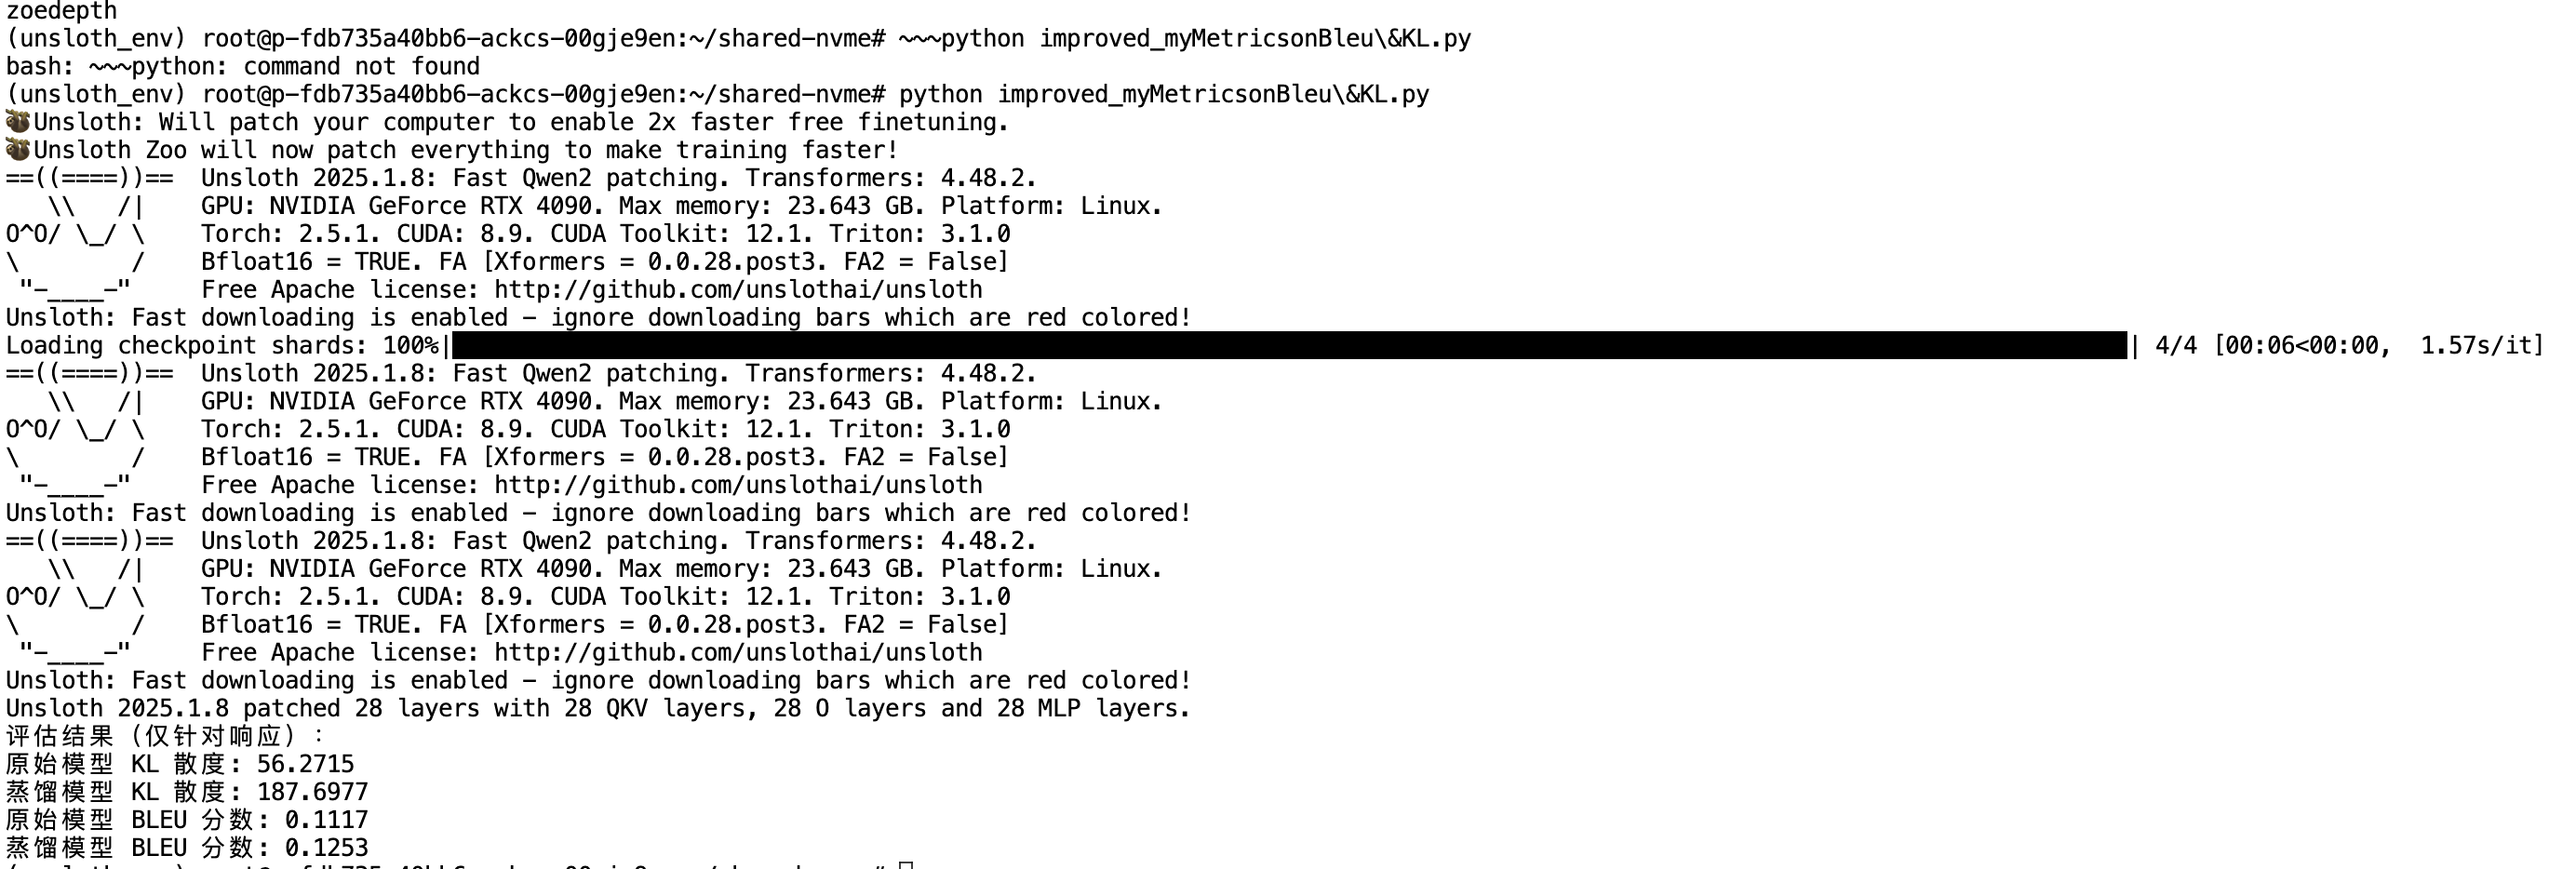 zoedepth
(unsloth_env) root@p-fdb735a40bb6-ackcs-00gje9en:~/shared-nvme# ~~~python improved_myMetricsonBleu\&KL.py
bash: ~~~python: command not found
(unsloth_env) root@p-fdb735a40bb6-ackcs-00gje9en:~/shared-nvme# python improved_myMetricsonBleu\&KL.py
🦥Unsloth: Will patch your computer to enable 2x faster free finetuning.
🦥Unsloth Zoo will now patch everything to make training faster!
==((====))==  Unsloth 2025.1.8: Fast Qwen2 patching. Transformers: 4.48.2.
   \\   /|    GPU: NVIDIA GeForce RTX 4090. Max memory: 23.643 GB. Platform: Linux.
O^O/ \_/ \    Torch: 2.5.1. CUDA: 8.9. CUDA Toolkit: 12.1. Triton: 3.1.0
\        /    Bfloat16 = TRUE. FA [Xformers = 0.0.28.post3. FA2 = False]
 "-____-"     Free Apache license: http://github.com/unslothai/unsloth
Unsloth: Fast downloading is enabled - ignore downloading bars which are red colored!
Loading checkpoint shards: 100%|| 4/4 [00:06<00:00,  1.57s/it]
==((====))==  Unsloth 2025.1.8: Fast Qwen2 patching. Transformers: 4.48.2.
   \\   /|    GPU: NVIDIA GeForce RTX 4090. Max memory: 23.643 GB. Platform: Linux.
O^O/ \_/ \    Torch: 2.5.1. CUDA: 8.9. CUDA Toolkit: 12.1. Triton: 3.1.0
\        /    Bfloat16 = TRUE. FA [Xformers = 0.0.28.post3. FA2 = False]
 "-____-"     Free Apache license: http://github.com/unslothai/unsloth
Unsloth: Fast downloading is enabled - ignore downloading bars which are red colored!
==((====))==  Unsloth 2025.1.8: Fast Qwen2 patching. Transformers: 4.48.2.
   \\   /|    GPU: NVIDIA GeForce RTX 4090. Max memory: 23.643 GB. Platform: Linux.
O^O/ \_/ \    Torch: 2.5.1. CUDA: 8.9. CUDA Toolkit: 12.1. Triton: 3.1.0
\        /    Bfloat16 = TRUE. FA [Xformers = 0.0.28.post3. FA2 = False]
 "-____-"     Free Apache license: http://github.com/unslothai/unsloth
Unsloth: Fast downloading is enabled - ignore downloading bars which are red colored!
Unsloth 2025.1.8 patched 28 layers with 28 QKV layers, 28 O layers and 28 MLP layers.
评估结果（仅针对响应）：
原始模型 KL 散度: 56.2715
蒸馏模型 KL 散度: 187.6977
原始模型 BLEU 分数: 0.1117
蒸馏模型 BLEU 分数: 0.1253